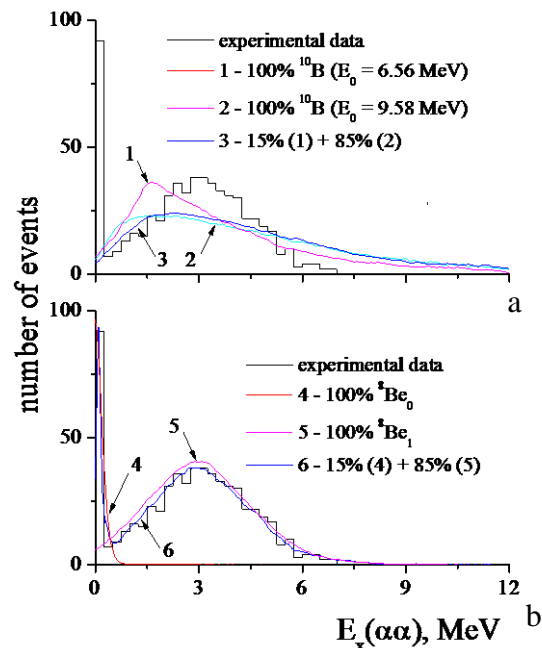 100
experimental data
1 - 100% ¹⁰B (E₀ = 6.56 MeV)
2 - 100% ¹⁰B (E₀ = 9.58 MeV)
3 - 15% (1) + 85% (2)
1
50
3
2
0
a
number of events
100
experimental data
4 - 100% ⁸Be₀
5 - 100% ⁸Be₁
6 - 15% (4) + 85% (5)
5
4
50
6
0
0 3 6 9 12
b
Eₓ(αα), MeV